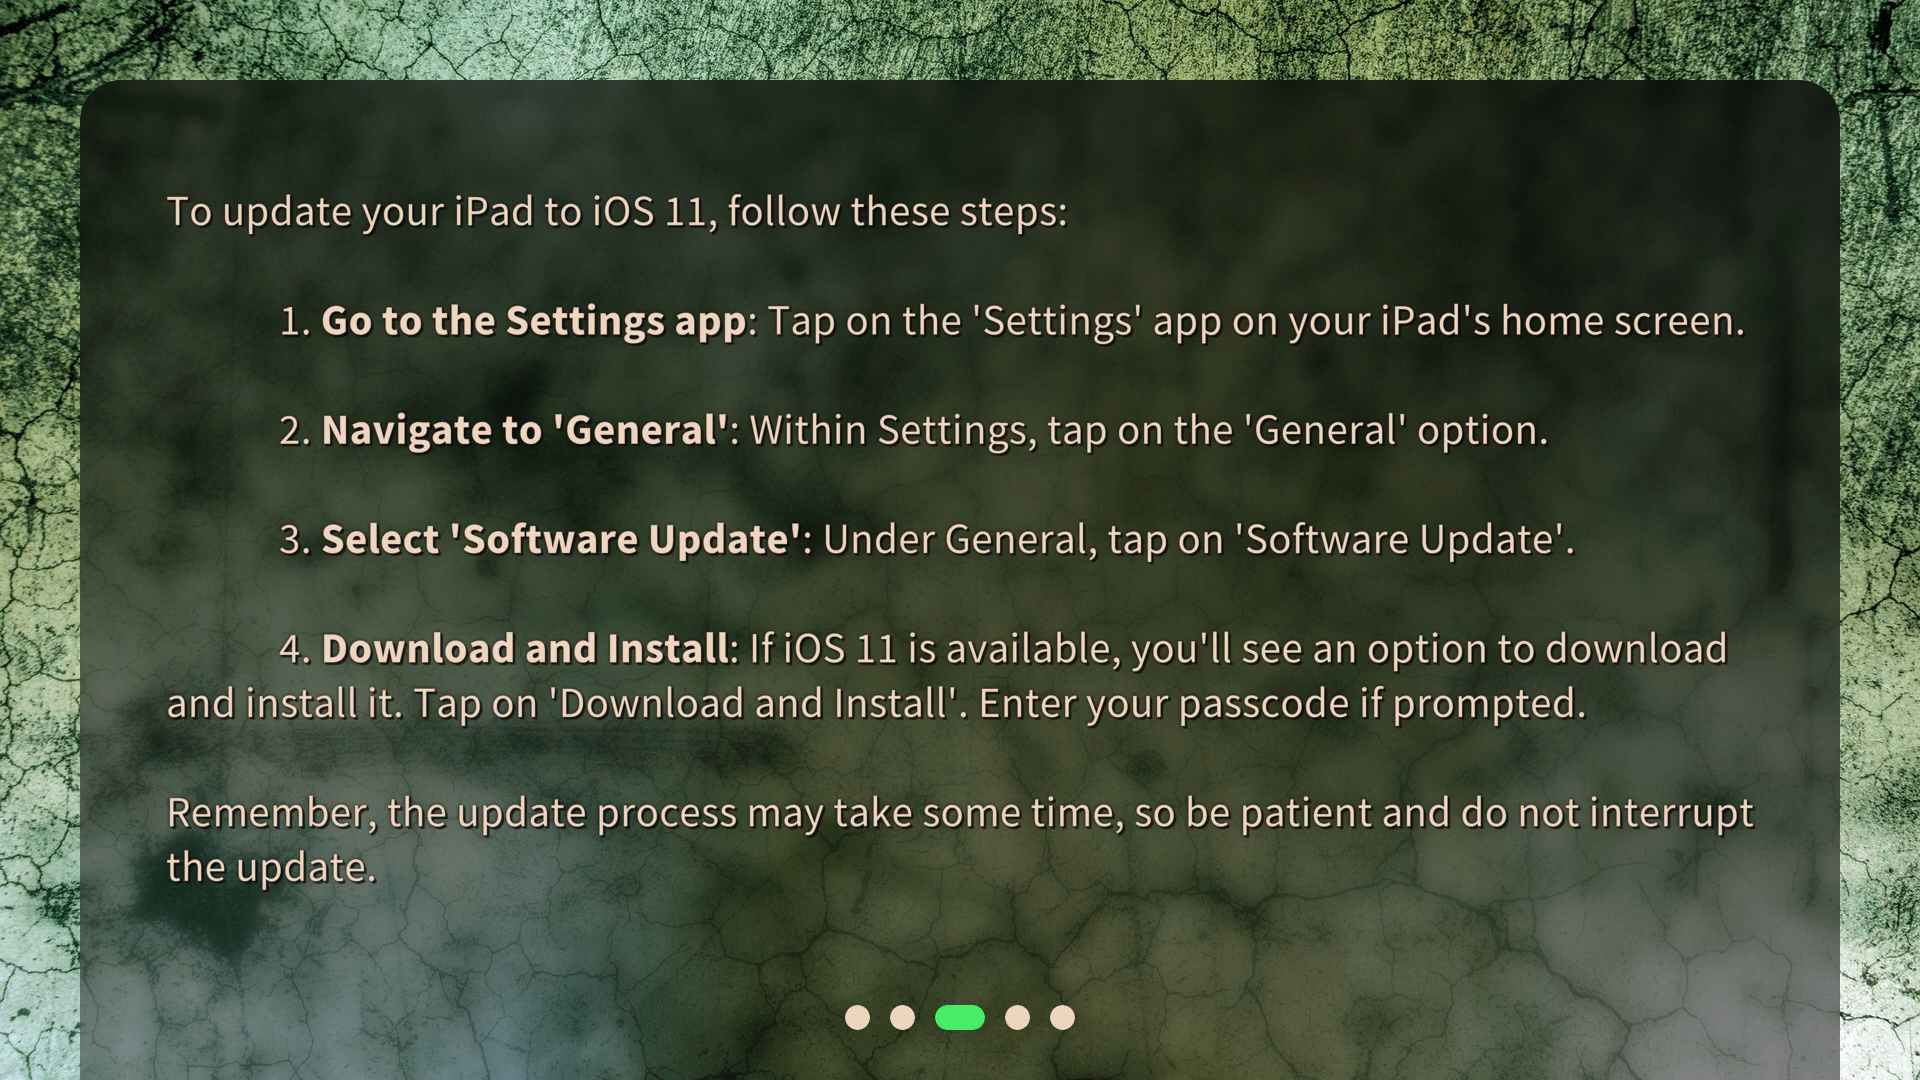 To update your iPad to iOS 11, follow these steps:
1. Go to the Settings app: Tap on the 'Settings' app on your iPad's home screen.
2. Navigate to 'General': Within Settings, tap on the 'General' option.
3. Select 'Software Update': Under General, tap on 'Software Update'.
4. Download and Install: If iOS 11 is available, you'll see an option to download
and install it. Tap on 'Download and Install'. Enter your passcode if prompted.
Remember, the update process may take some time, so be patient and do not interrupt
the update.